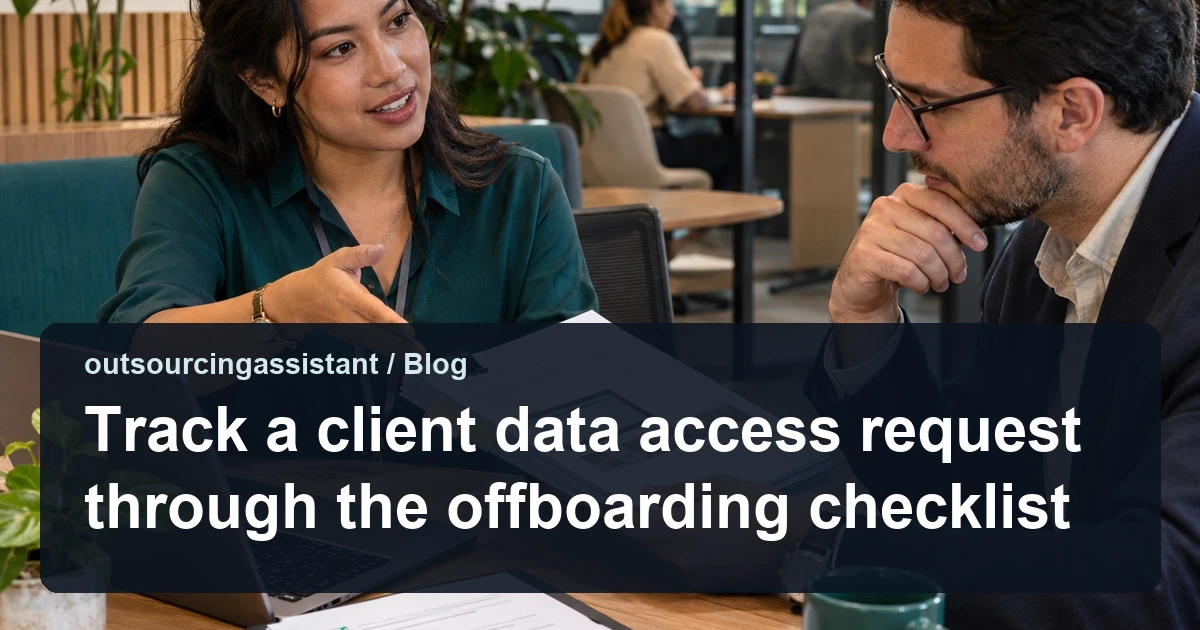 outsourcingassistant / Blog
Track a client data access request
through the offboarding checklist